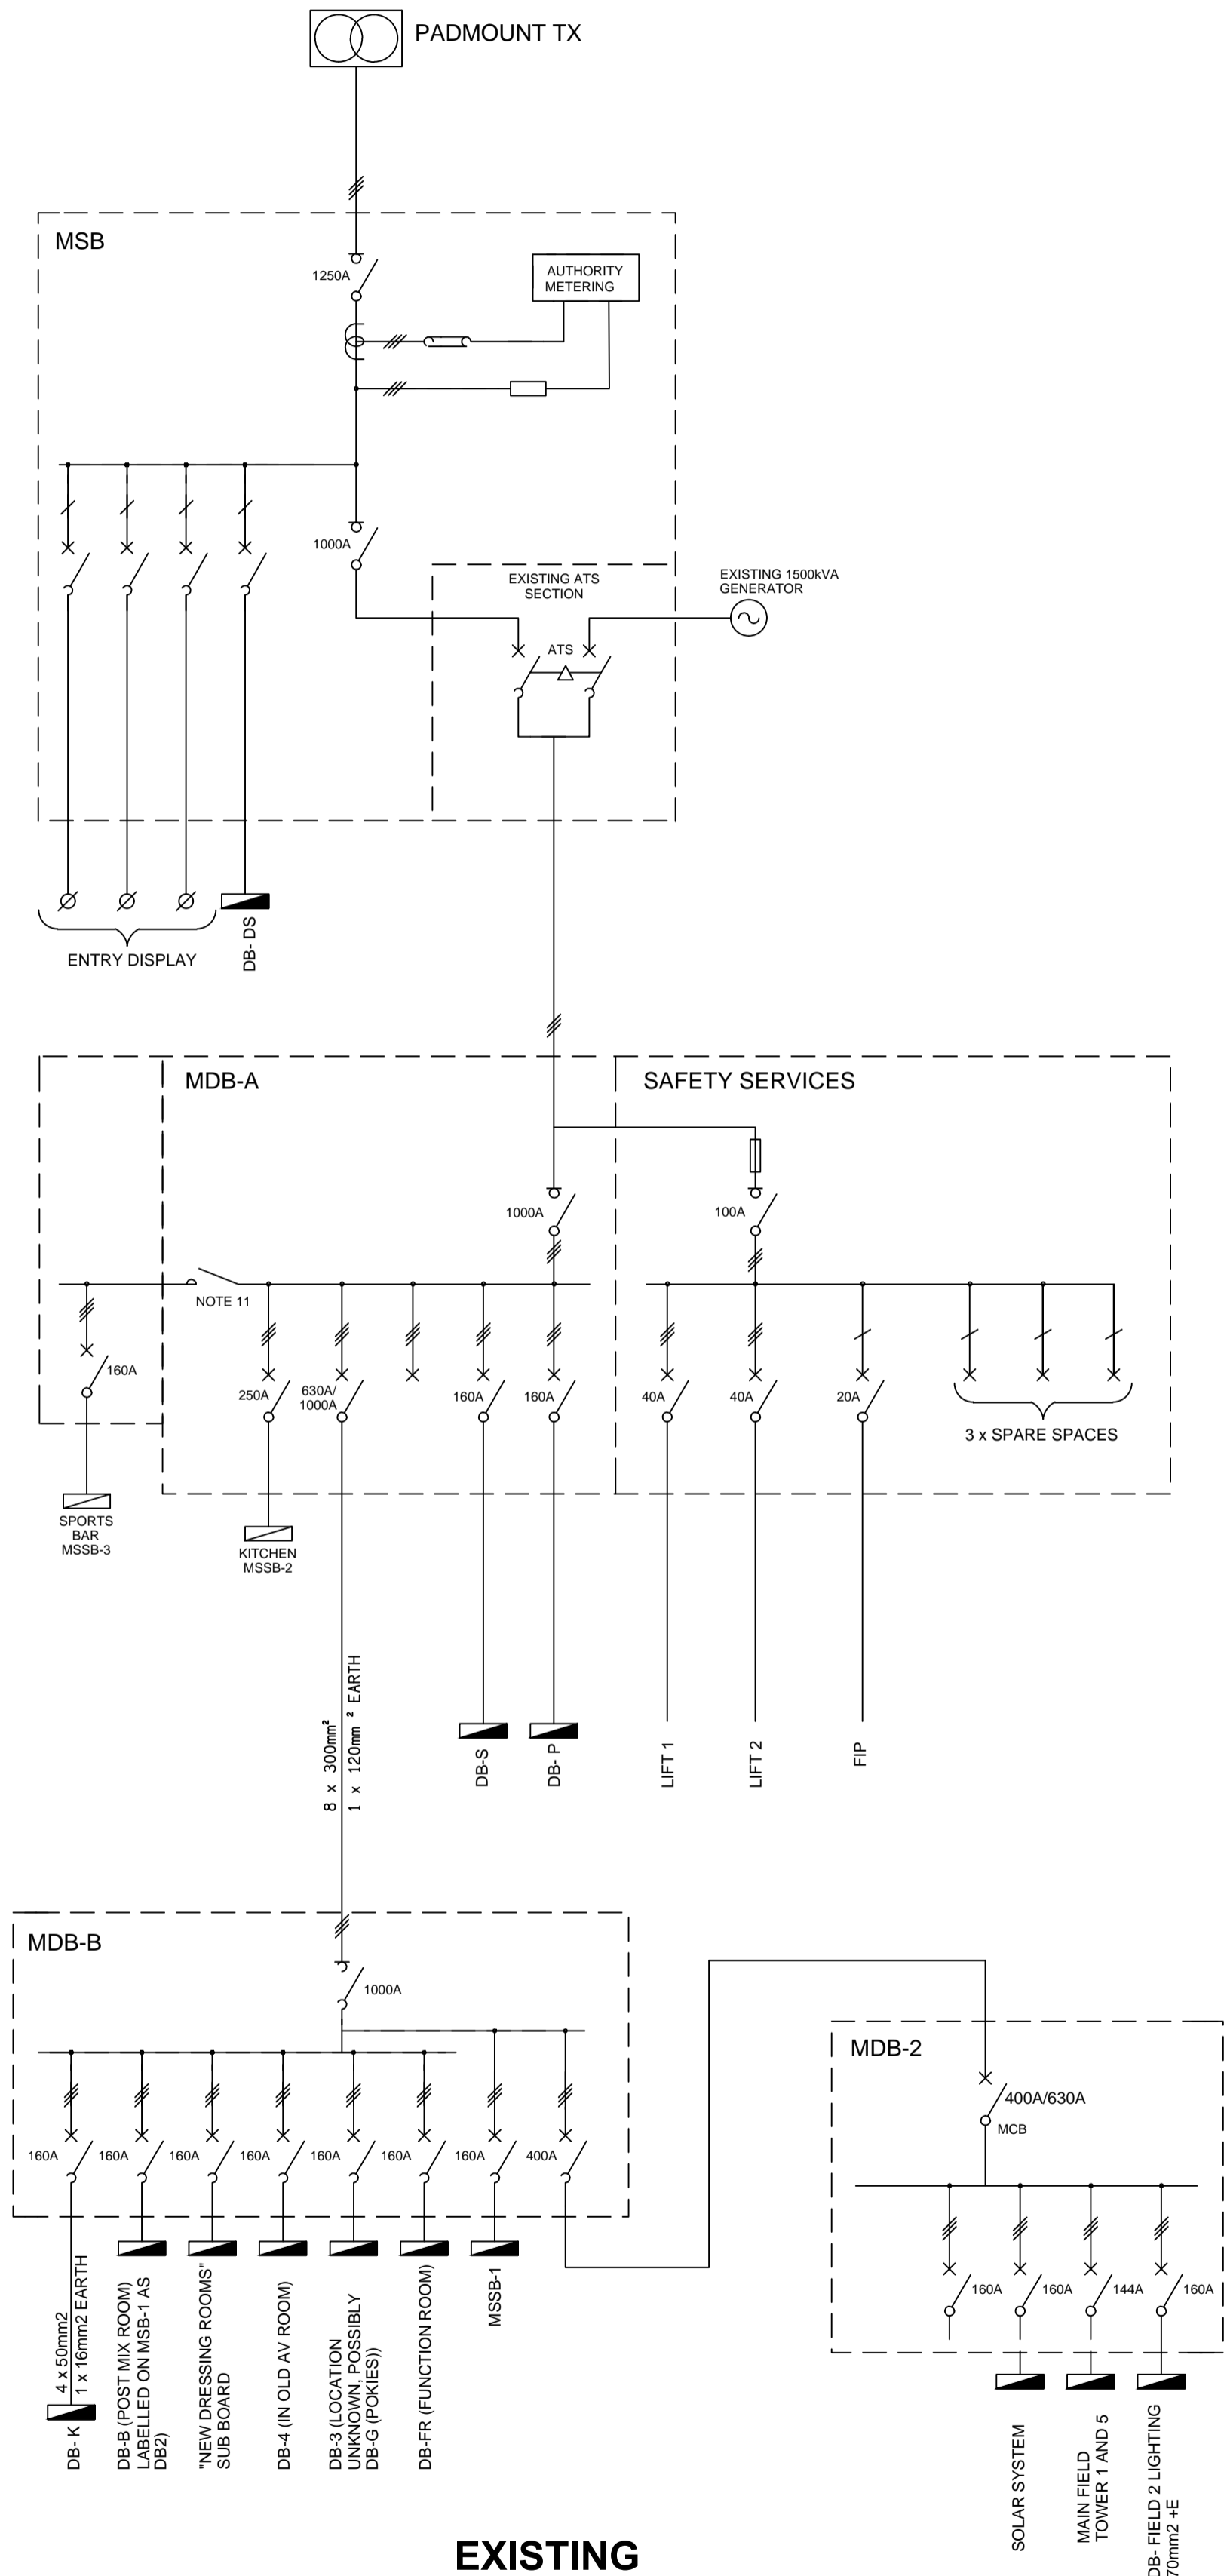 PADMOUNT TX
MSB
1250A
AUTHORITY
METERING
1000A
EXISTING ATS
SECTION
EXISTING 1500kVA
GENERATOR
ATS
ENTRY DISPLAY
DB- DS
MDB-A
SAFETY SERVICES
1000A
100A
NOTE 11
160A
250A
630A/
1000A
160A
160A
40A
40A
20A
3 x SPARE SPACES
SPORTS
BAR
MSSB-3
KITCHEN
MSSB-2
8 x 300mm²
1 x 120mm ² EARTH
DB-S
DB- P
LIFT 1
LIFT 2
FIP
MDB-B
1000A
160A
160A
160A
160A
160A
160A
160A
400A
4 x 50mm2
1 x 16mm2 EARTH
DB- K
DB-B (POST MIX ROOM)
LABELLED ON MSB-1 AS
DB2)
"NEW DRESSING ROOMS"
SUB BOARD
DB-4 (IN OLD AV ROOM)
DB-3 (LOCATION
UNKNOWN, POSSIBLY
DB-G (POKIES))
DB-FR (FUNCTION ROOM)
MSSB-1
MDB-2
400A/630A
MCB
160A
160A
144A
160A
SOLAR SYSTEM
MAIN FIELD
TOWER 1 AND 5
DB- FIELD 2 LIGHTING
70mm2 +E
EXISTING